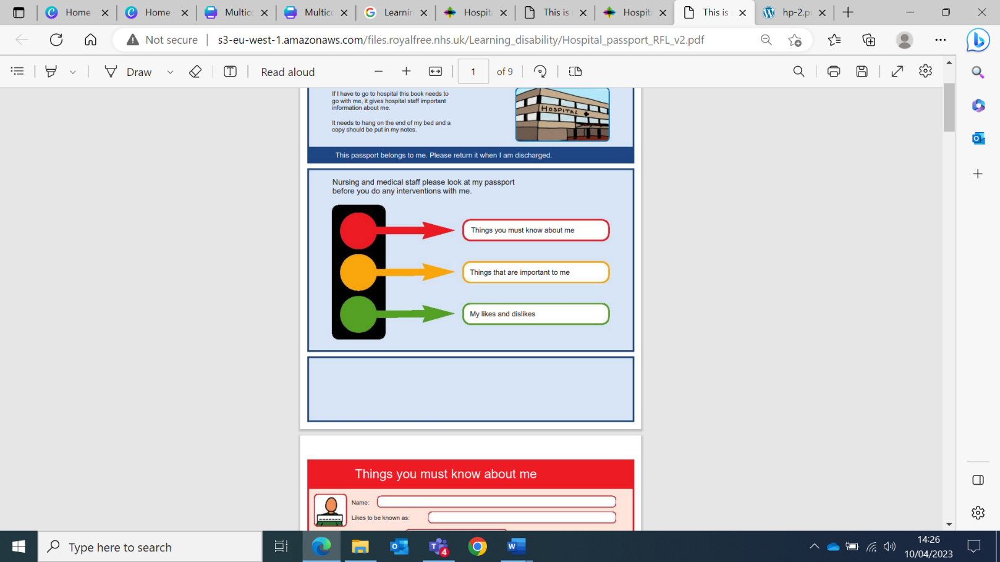 Home
Home
Multico
Multico
Learnin
Hospit
This is
Hospit
This is
hp-2.p
Not secure
s3-eu-west-1.amazonaws.com/files.royalfree.nhs.uk/Learning_disability/Hospital_passport_RFL_v2.pdf
Draw
Read aloud
1
of 9
If I have to go to hospital this book needs to
go with me, it gives hospital staff important
information about me.
It needs to hang on the end of my bed and a
copy should be put in my notes.
HOSPITAL
This passport belongs to me. Please return it when I am discharged.
Nursing and medical staff please look at my passport
before you do any interventions with me.
Things you must know about me
Things that are important to me
My likes and dislikes
Things you must know about me
Name:
Likes to be known as:
Type here to search
4
14:26
10/04/2023